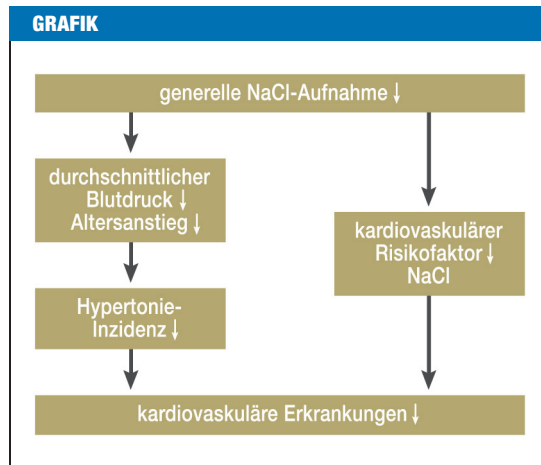 GRAFIK
generelle NaCl-Aufnahme ↓
durchschnittlicher
Blutdruck ↓
Altersanstieg ↓
kardiovaskulärer
Risikofaktor ↓
NaCl
Hypertonie-
Inzidenz ↓
kardiovaskuläre Erkrankungen ↓